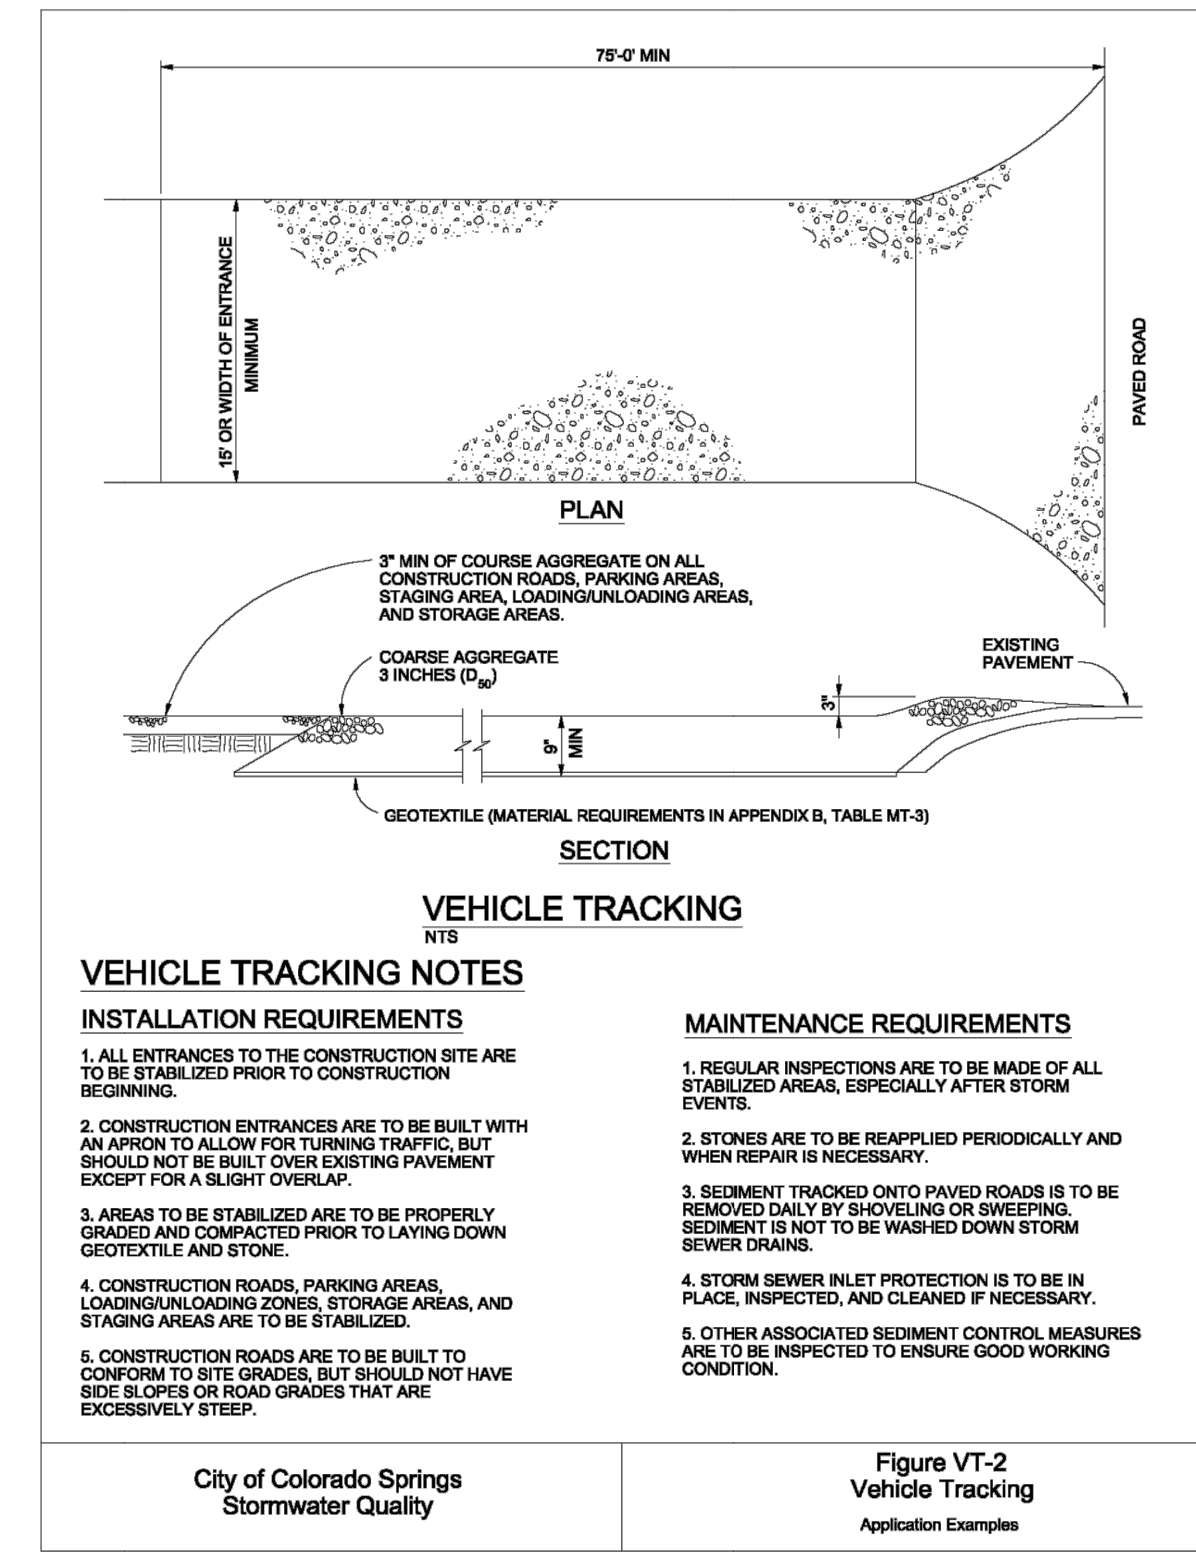 75'-0' MIN
15' OR WIDTH OF ENTRANCE
MINIMUM
PAVED ROAD
PLAN
3" MIN OF COURSE AGGREGATE ON ALL
CONSTRUCTION ROADS, PARKING AREAS,
STAGING AREA, LOADING/UNLOADING AREAS,
AND STORAGE AREAS.
COARSE AGGREGATE
3 INCHES (D50)
EXISTING
PAVEMENT
3"
9"
MIN
GEOTEXTILE (MATERIAL REQUIREMENTS IN APPENDIX B, TABLE MT-3)
SECTION
VEHICLE TRACKING
NTS
VEHICLE TRACKING NOTES
INSTALLATION REQUIREMENTS
1. ALL ENTRANCES TO THE CONSTRUCTION SITE ARE
TO BE STABILIZED PRIOR TO CONSTRUCTION
BEGINNING.
2. CONSTRUCTION ENTRANCES ARE TO BE BUILT WITH
AN APRON TO ALLOW FOR TURNING TRAFFIC, BUT
SHOULD NOT BE BUILT OVER EXISTING PAVEMENT
EXCEPT FOR A SLIGHT OVERLAP.
3. AREAS TO BE STABILIZED ARE TO BE PROPERLY
GRADED AND COMPACTED PRIOR TO LAYING DOWN
GEOTEXTILE AND STONE.
4. CONSTRUCTION ROADS, PARKING AREAS,
LOADING/UNLOADING ZONES, STORAGE AREAS, AND
STAGING AREAS ARE TO BE STABILIZED.
5. CONSTRUCTION ROADS ARE TO BE BUILT TO
CONFORM TO SITE GRADES, BUT SHOULD NOT HAVE
SIDE SLOPES OR ROAD GRADES THAT ARE
EXCESSIVELY STEEP.
MAINTENANCE REQUIREMENTS
1. REGULAR INSPECTIONS ARE TO BE MADE OF ALL
STABILIZED AREAS, ESPECIALLY AFTER STORM
EVENTS.
2. STONES ARE TO BE REAPPLIED PERIODICALLY AND
WHEN REPAIR IS NECESSARY.
3. SEDIMENT TRACKED ONTO PAVED ROADS IS TO BE
REMOVED DAILY BY SHOVELING OR SWEEPING.
SEDIMENT IS NOT TO BE WASHED DOWN STORM
SEWER DRAINS.
4. STORM SEWER INLET PROTECTION IS TO BE IN
PLACE, INSPECTED, AND CLEANED IF NECESSARY.
5. OTHER ASSOCIATED SEDIMENT CONTROL MEASURES
ARE TO BE INSPECTED TO ENSURE GOOD WORKING
CONDITION.
City of Colorado Springs
Stormwater Quality
Figure VT-2
Vehicle Tracking
Application Examples